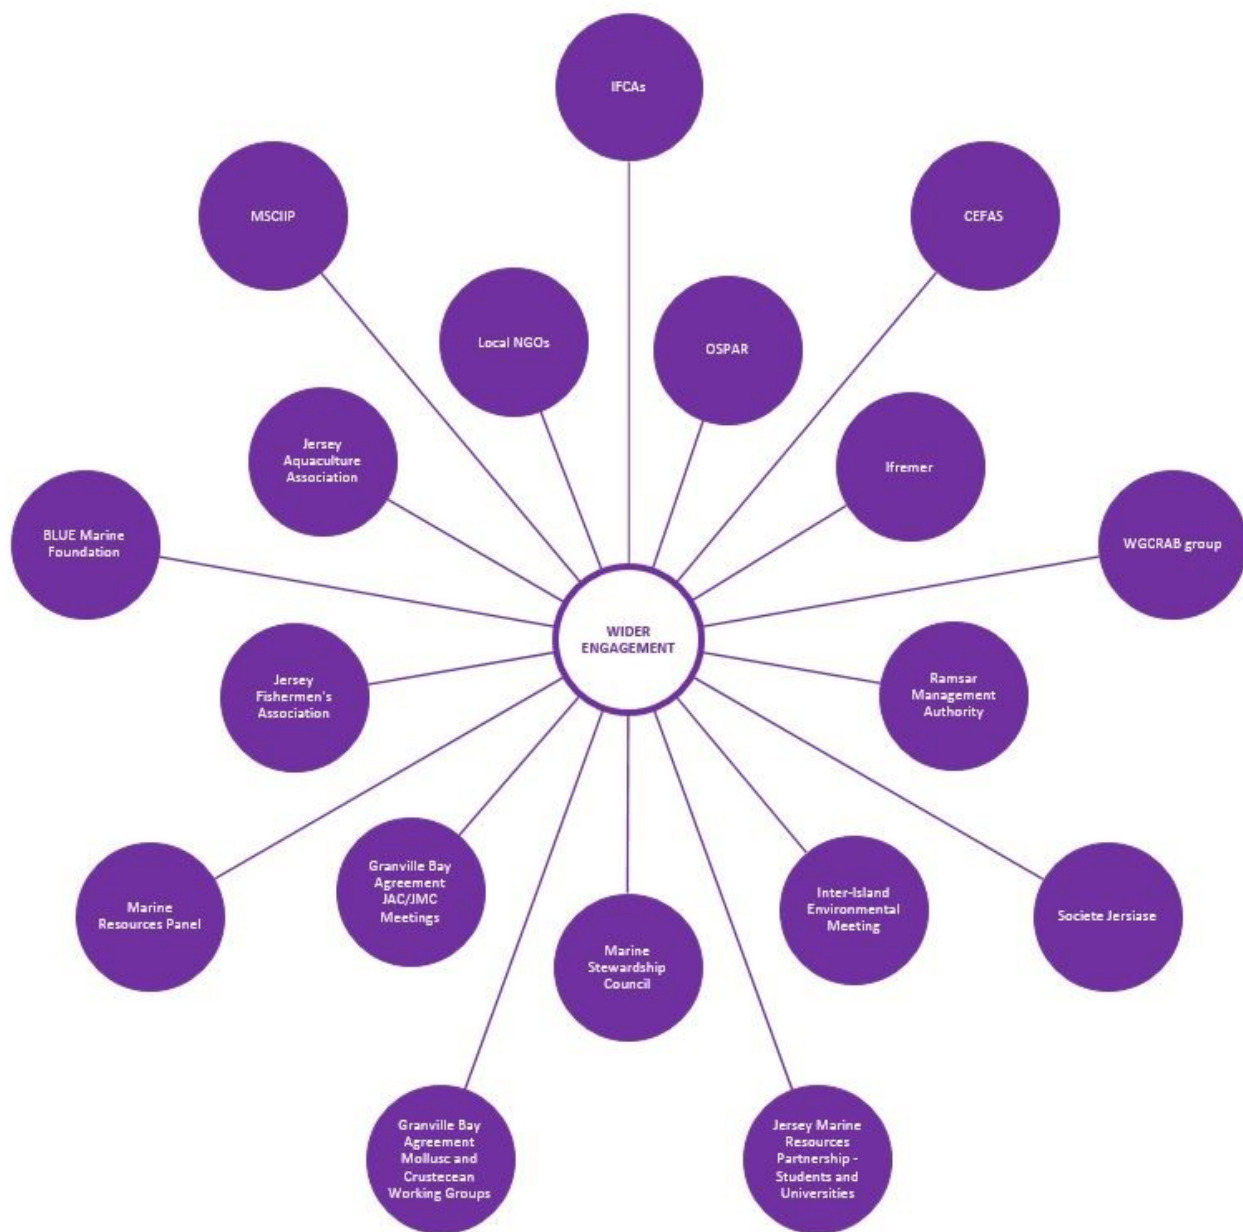 IFCAs
MSCIIP
CEFAS
Local NGOs
OSPAR
Jersey
Aquaculture
Association
Ifremer
BLUE Marine
Foundation
WGCRAB group
WIDER
ENGAGEMENT
Jersey
Fishermen's
Association
Ramsar
Management
Authority
Marine
Resources Panel
Granville Bay
Agreement
JAC/JMC
Meetings
Marine
Stewardship
Council
Inter-Island
Environmental
Meeting
Societe Jersiase
Granville Bay
Agreement
Mollusc and
Crustecean
Working Groups
Jersey Marine
Resources
Partnership -
Students and
Universities